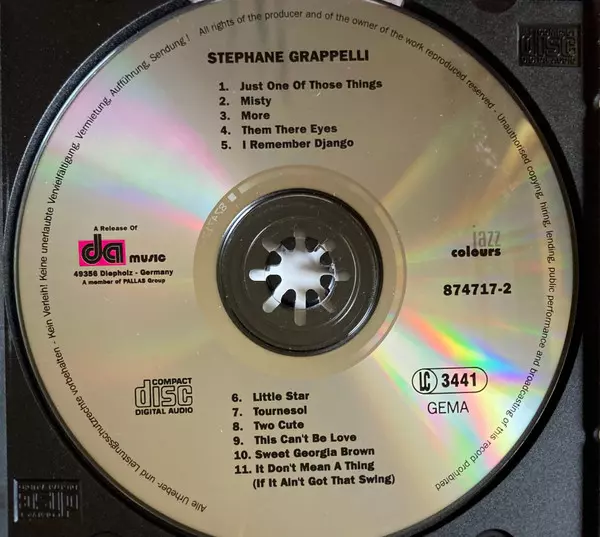 Alle Urheber- und Leistungsschutzrechte vorbehalten - Kein Verleih! Keine unerlaubte Vervielfältigung, Vermietung, Aufführung, Sendung! All rights of the producer and of the owner of the work reproduced reserved - Unauthorised copying, hiring, lending, public performance and broadcasting of this record prohibited
STEPHANE GRAPPELLI
1. Just One Of Those Things
2. Misty
3. More
4. Them There Eyes
5. I Remember Django
A Release Of
da music
49356 Diepholz - Germany
A member of PALLAS Group
jazz
colours
874717-2
COMPACT
disc
DIGITAL AUDIO
LC 3441
GEMA
6. Little Star
7. Tournesol
8. Two Cute
9. This Can't Be Love
10. Sweet Georgia Brown
11. It Don't Mean A Thing
(If It Ain't Got That Swing)
disc
disc